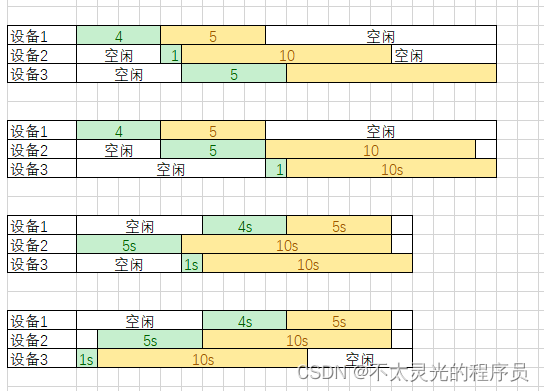 设备1 4 5 空闲
设备2 空闲 1 10 空闲
设备3 空闲 5
设备1 4 5 空闲
设备2 空闲 5 10
设备3 空闲 1 10s
设备1 空闲 4s 5s
设备2 5s 10s
设备3 空闲 1s 10s
设备1 空闲 4s 5s
设备2 5s 10s
设备3 1s 10s 空闲
CSDN @不太灵光的程序员